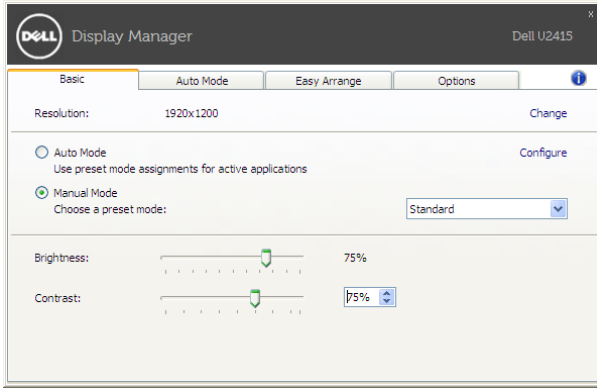 x
DELL Display Manager Dell U2415
Basic Auto Mode Easy Arrange Options i
Resolution: 1920x1200 Change
Auto Mode Configure
Use preset mode assignments for active applications
Manual Mode
Choose a preset mode: Standard
Brightness: 75%
Contrast: 75%